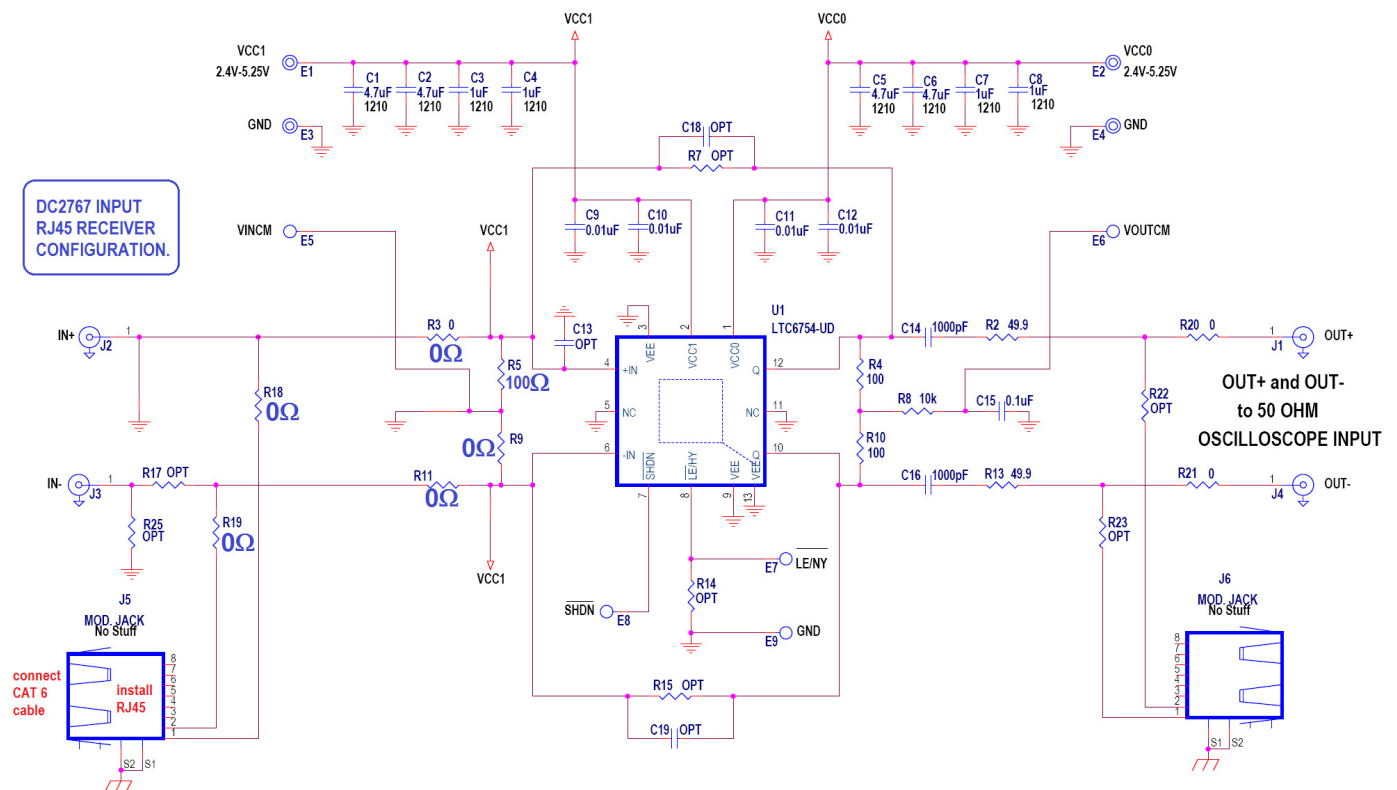 VCC1
VCC0
VCC1
2.4V-5.25V
E1
C1
4.7uF
1210
C2
4.7uF
1210
C3
1uF
1210
C4
1uF
1210
C5
4.7uF
1210
C6
4.7uF
1210
C7
1uF
1210
C8
1uF
1210
VCC0
2.4V-5.25V
E2
GND
E3
GND
E4
C18 OPT
R7 OPT
DC2767 INPUT
RJ45 RECEIVER
CONFIGURATION.
VINCM
E5
VCC1
C9
0.01uF
C10
0.01uF
C11
0.01uF
C12
0.01uF
VOUTCM
E6
IN+
1
J2
R3 0
0Ω
C13
OPT
U1
LTC6754-UD
3
2
1
VEE
VCC1
VCC0
4
+IN
Q
12
5
NC
NC
11
6
-IN
Q
10
SHDN
LE/HY
VEE
VEE
7
8
9
13
R5
100Ω
R9
0Ω
R18
0Ω
C14
1000pF
R2 49.9
R20 0
1
J1
OUT+
R4
100
R8 10k
C15
0.1uF
R10
100
R22
OPT
OUT+ and OUT-
to 50 OHM
OSCILLOSCOPE INPUT
IN-
1
J3
R17 OPT
R11
0Ω
R25
OPT
R19
0Ω
VCC1
C16
1000pF
R13 49.9
R21 0
1
J4
OUT-
R23
OPT
E7
LE/NY
R14
OPT
SHDN
E8
GND
E9
J5
MOD. JACK
No Stuff
connect
CAT 6
cable
install
RJ45
8
7
6
5
4
3
2
1
S2
S1
R15 OPT
C19
OPT
J6
MOD. JACK
No Stuff
8
7
6
5
4
3
2
1
S1
S2